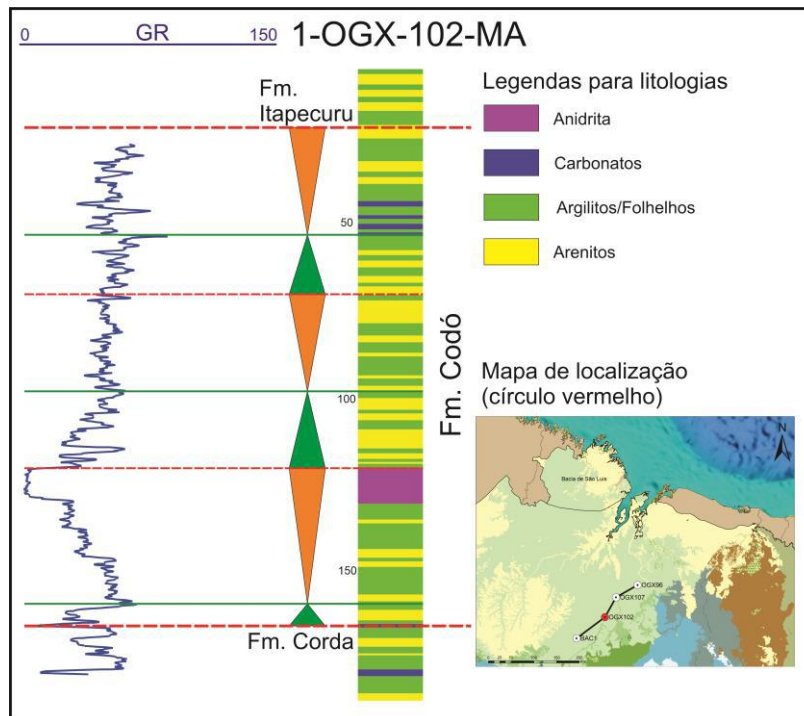 0 GR 150 1-OGX-102-MA
Fm.
Itapecuru
50
100
150
Fm. Corda
Fm. Codó
Legendas para litologias
Anidrita
Carbonatos
Argilitos/Folhelhos
Arenitos
Mapa de localização
(círculo vermelho)
N
Bacia de São Luís
OGX96
OGX107
OGX102
BAC1